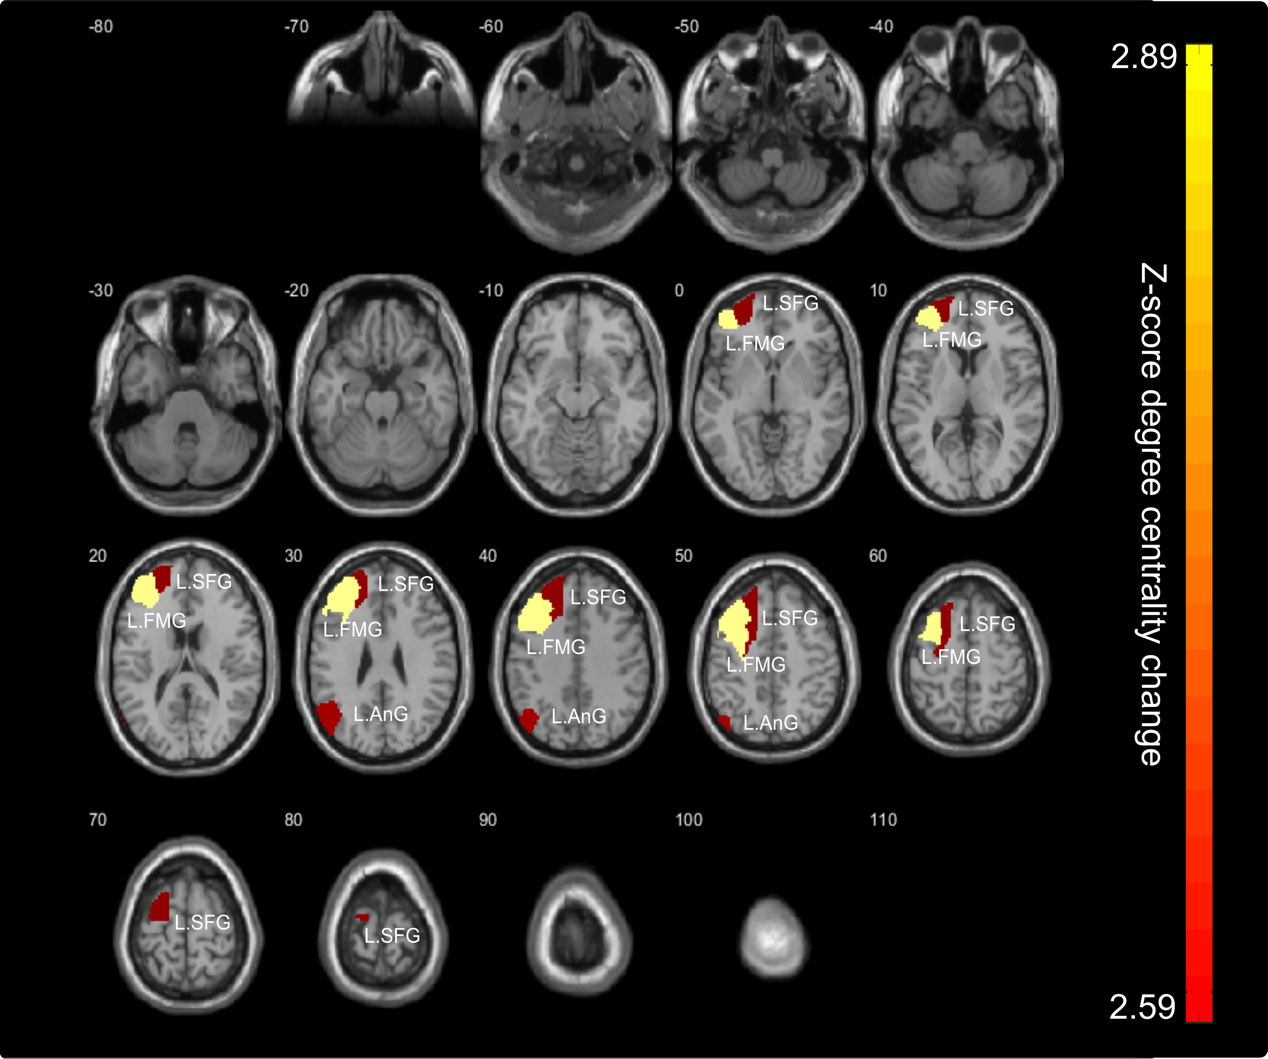 -80
-70
-60
-50
-40
2.89
-30
-20
-10
0
10
L.SFG
L.FMG
L.SFG
L.FMG
Z-score degree centrality change
20
30
40
50
60
L.SFG
L.FMG
L.SFG
L.FMG
L.AnG
L.SFG
L.FMG
L.AnG
L.SFG
L.FMG
L.AnG
L.SFG
L.FMG
70
80
90
100
110
L.SFG
L.SFG
2.59